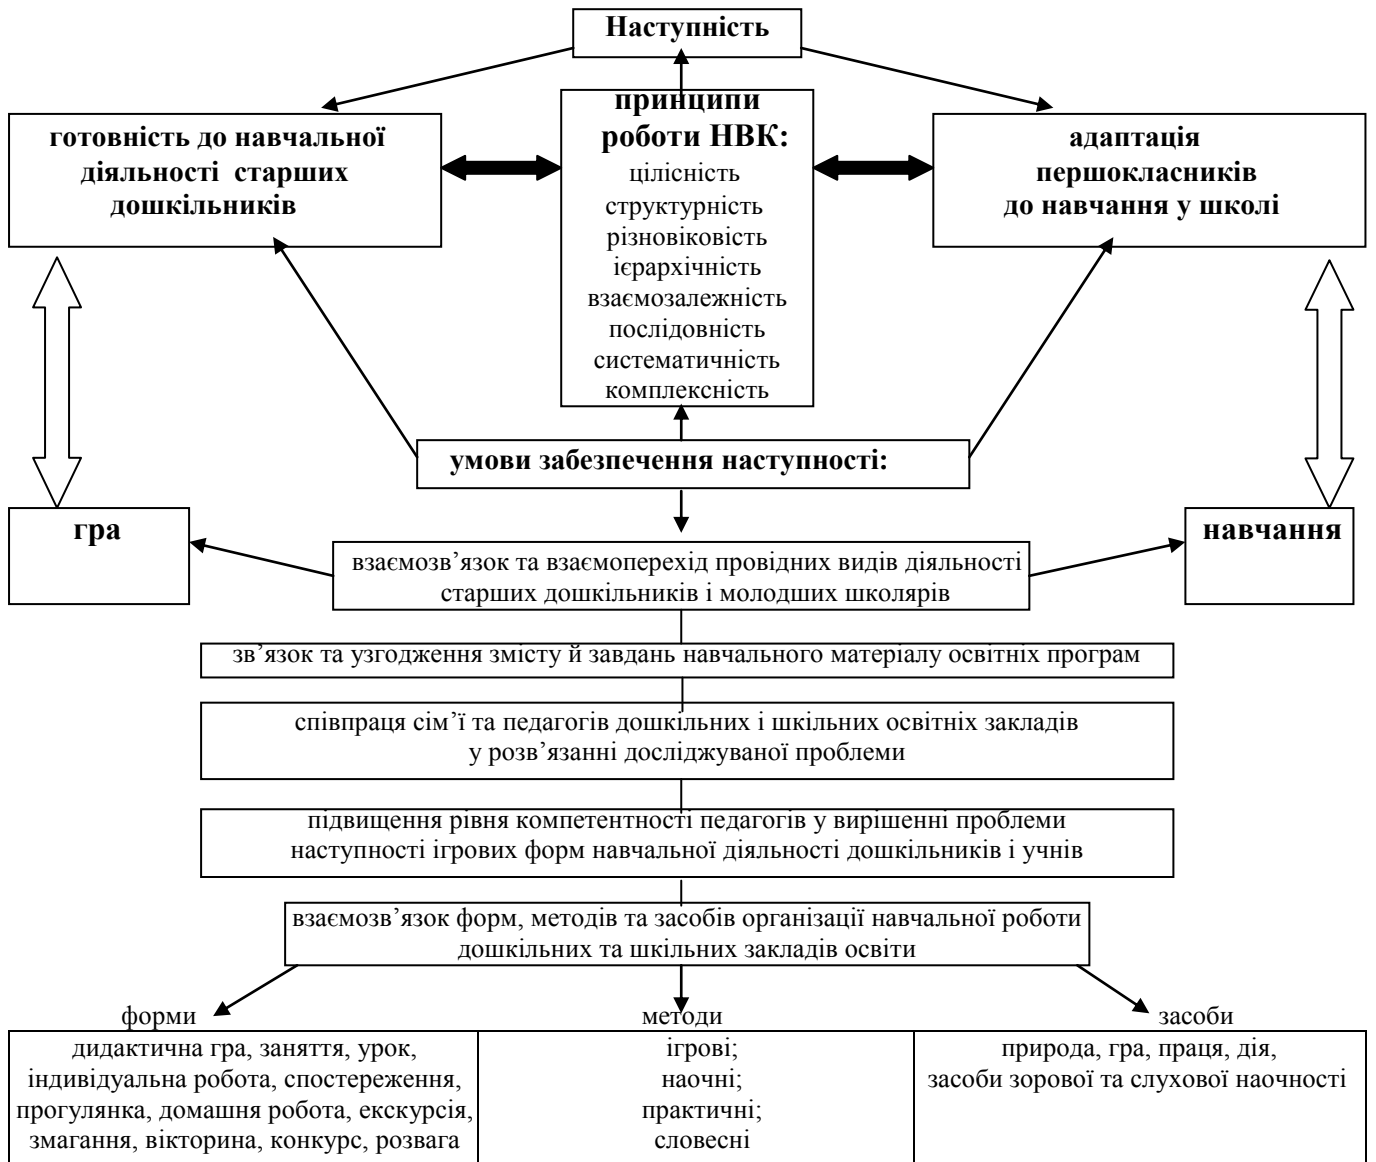 Наступність
принципи
роботи НВК:
цілісність
структурність
різновіковість
ієрархічність
взаємозалежність
послідовність
систематичність
комплексність
готовність до навчальної
діяльності старших
дошкільників
адаптація
першокласників
до навчання у школі
умови забезпечення наступності:
гра
навчання
взаємозв’язок та взаємоперехід провідних видів діяльності
старших дошкільників і молодших школярів
зв’язок та узгодження змісту й завдань навчального матеріалу освітніх програм
співпраця сім’ї та педагогів дошкільних і шкільних освітніх закладів
у розв’язанні досліджуваної проблеми
підвищення рівня компетентності педагогів у вирішенні проблеми
наступності ігрових форм навчальної діяльності дошкільників і учнів
взаємозв’язок форм, методів та засобів організації навчальної роботи
дошкільних та шкільних закладів освіти
форми
дидактична гра, заняття, урок,
індивідуальна робота, спостереження,
прогулянка, домашня робота, екскурсія,
змагання, вікторина, конкурс, розвага
методи
ігрові;
наочні;
практичні;
словесні
засоби
природа, гра, праця, дія,
засоби зорової та слухової наочності